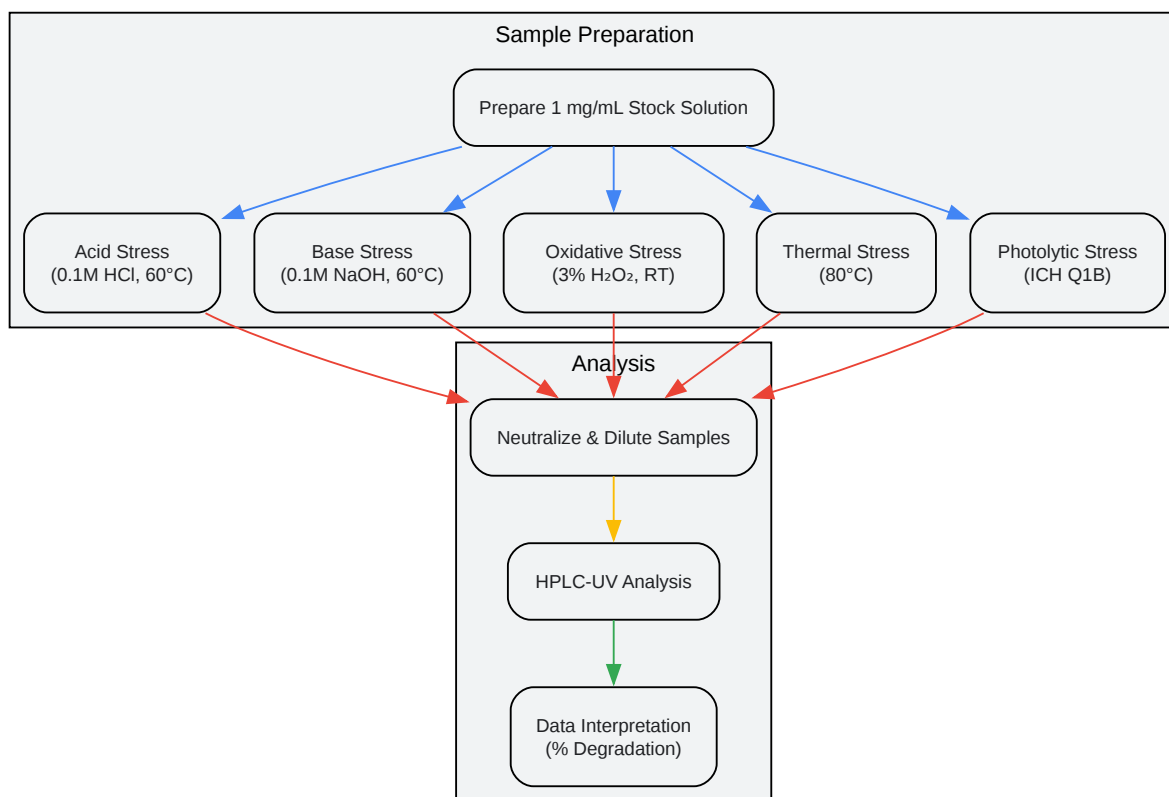 Sample Preparation
Prepare 1 mg/mL Stock Solution
Acid Stress
(0.1M HCl, 60°C)
Base Stress
(0.1M NaOH, 60°C)
Oxidative Stress
(3% H₂O₂, RT)
Thermal Stress
(80°C)
Photolytic Stress
(ICH Q1B)
Analysis
Neutralize & Dilute Samples
HPLC-UV Analysis
Data Interpretation
(% Degradation)